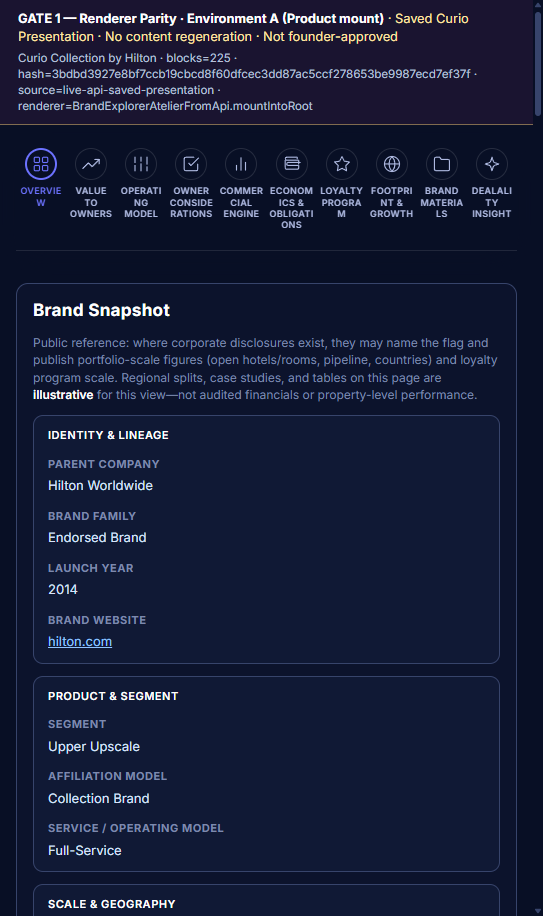 GATE 1 — Renderer Parity · Environment A (Product mount) · Saved Curio
Presentation · No content regeneration · Not founder-approved
Curio Collection by Hilton · blocks=225 ·
hash=3bdbd3927e8bf7ccb19cbcd8f60dfcec3dd87ac5ccf278653be9987ecd7ef37f ·
source=live-api-saved-presentation ·
renderer=BrandExplorerAtelierFromApi.mountIntoRoot
OVERVIE
W
VALUE
TO
OWNERS
OPERATI
NG
MODEL
OWNER
CONSIDE
RATIONS
COMMER
CIAL
ENGINE
ECONOM
ICS &
OBLIGATI
ONS
LOYALTY
PROGRA
M
FOOTPRI
NT &
GROWTH
BRAND
MATERIA
LS
DEALALI
TY
INSIGHT
Brand Snapshot
Public reference: where corporate disclosures exist, they may name the flag and
publish portfolio-scale figures (open hotels/rooms, pipeline, countries) and loyalty
program scale. Regional splits, case studies, and tables on this page are
illustrative for this view—not audited financials or property-level performance.
IDENTITY & LINEAGE
PARENT COMPANY
Hilton Worldwide
BRAND FAMILY
Endorsed Brand
LAUNCH YEAR
2014
BRAND WEBSITE
hilton.com
PRODUCT & SEGMENT
SEGMENT
Upper Upscale
AFFILIATION MODEL
Collection Brand
SERVICE / OPERATING MODEL
Full-Service
SCALE & GEOGRAPHY